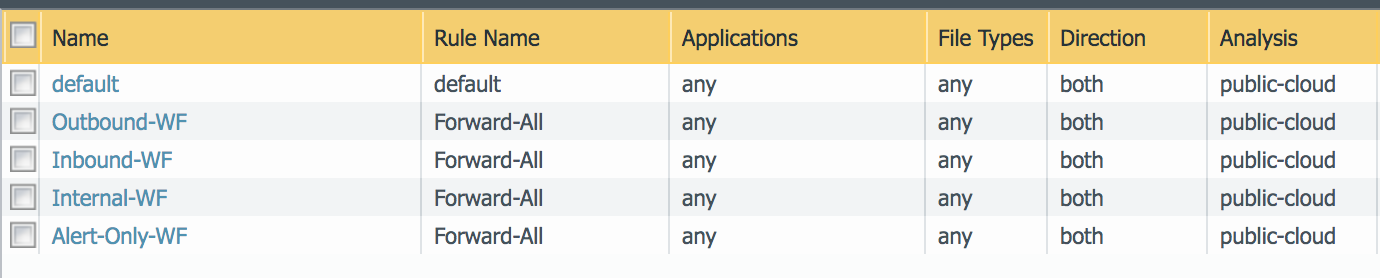 Name Rule Name Applications File Types Direction Analysis
default default any any both public-cloud
Outbound-WF Forward-All any any both public-cloud
Inbound-WF Forward-All any any both public-cloud
Internal-WF Forward-All any any both public-cloud
Alert-Only-WF Forward-All any any both public-cloud